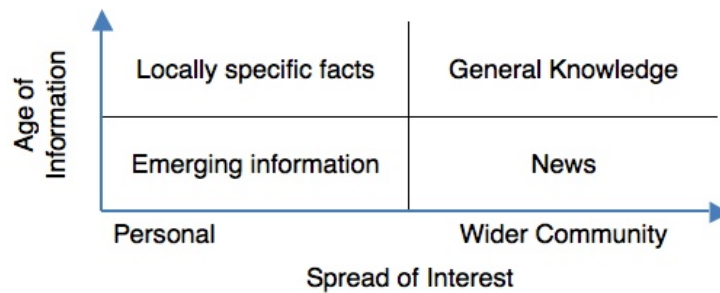 Age of
Information
Locally specific facts
General Knowledge
Emerging information
News
Personal
Wider Community
Spread of Interest